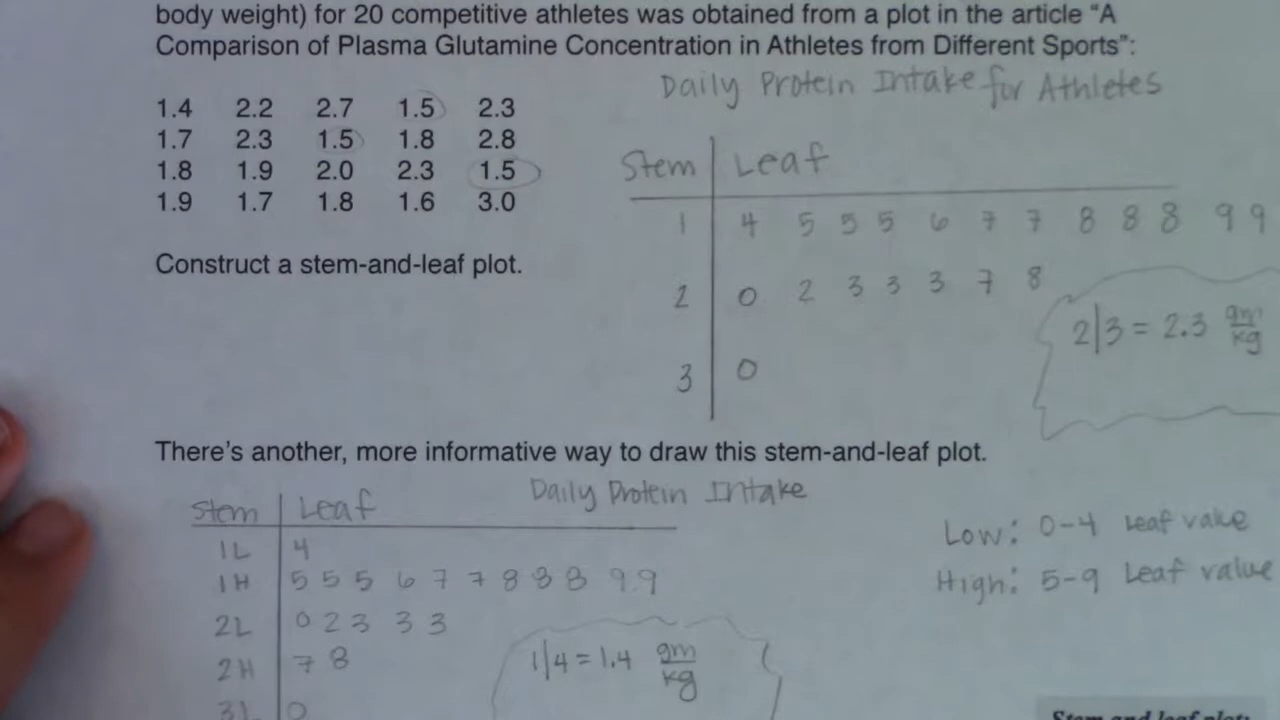 body weight) for 20 competitive athletes was obtained from a plot in the article “A
Comparison of Plasma Glutamine Concentration in Athletes from Different Sports”:
Daily Protein Intake for Athletes
1.4 2.2 2.7 1.5 2.3
1.7 2.3 1.5 1.8 2.8
1.8 1.9 2.0 2.3 1.5
1.9 1.7 1.8 1.6 3.0
Stem Leaf
1 4 5 5 5 6 7 7 8 8 8 9 9
2 0 2 3 3 3 7 8
3 0
2|3 = 2.3 gm/kg
Construct a stem-and-leaf plot.
There’s another, more informative way to draw this stem-and-leaf plot.
Daily Protein Intake
Stem Leaf
1L 4
1H 5 5 5 6 7 7 8 8 8 9 9
2L 0 2 3 3 3
2H 7 8
3L 0
1|4 = 1.4 gm/kg
Low: 0-4 Leaf value
High: 5-9 Leaf value
Stem and leaf plot